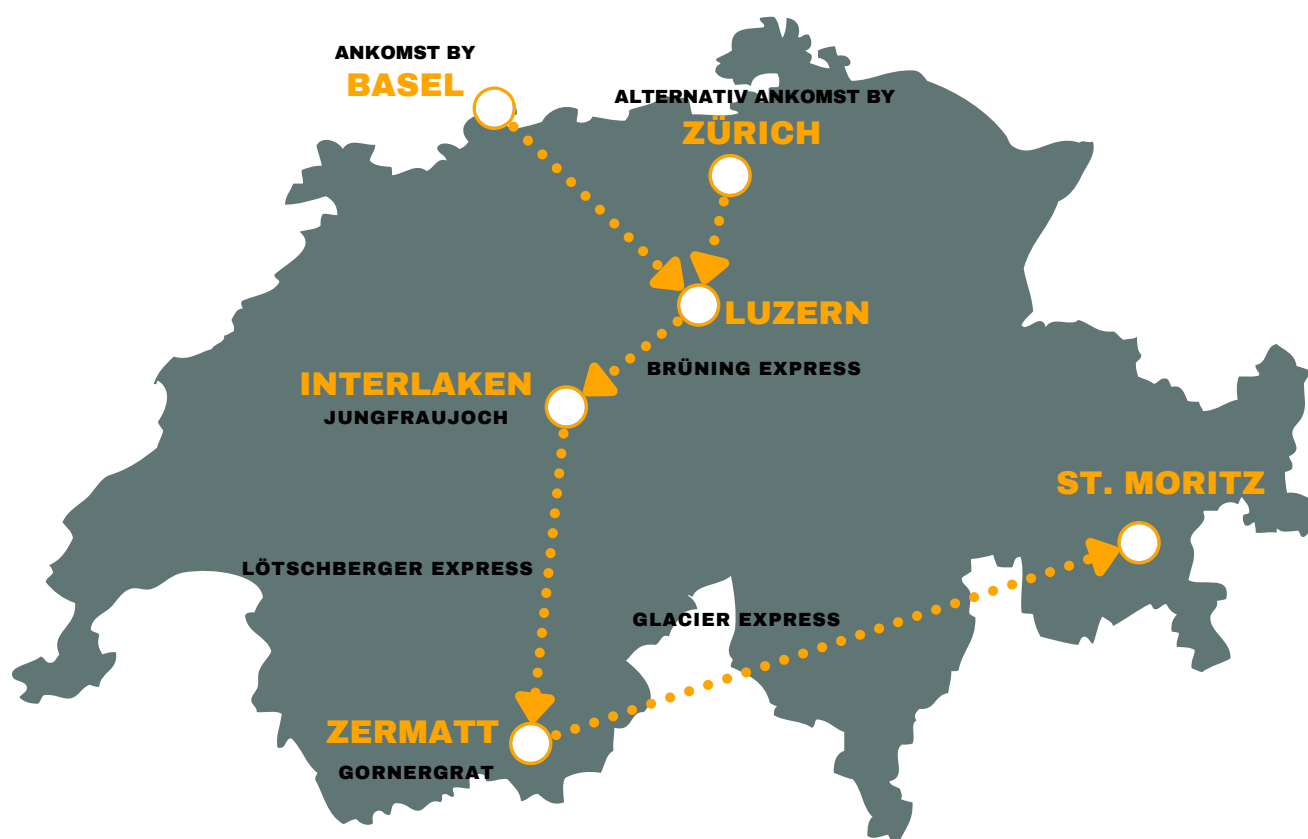 ANKOMST BY
BASEL
ALTERNATIV ANKOMST BY
ZÜRICH
LUZERN
BRÜNING EXPRESS
INTERLAKEN
JUNGFRAUJOCH
ST. MORITZ
LÖTSCHBERGER EXPRESS
GLACIER EXPRESS
ZERMATT
GORNERGRAT